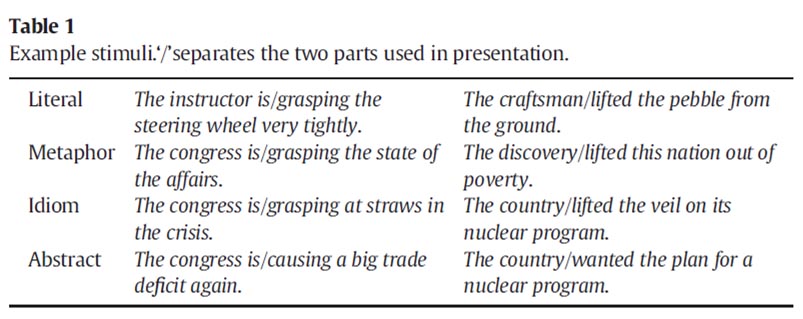 Table 1
Example stimuli.‘/’separates the two parts used in presentation.
Literal The instructor is/grasping the steering wheel very tightly. The craftsman/lifted the pebble from the ground.
Metaphor The congress is/grasping the state of the affairs. The discovery/lifted this nation out of poverty.
Idiom The congress is/grasping at straws in the crisis. The country/lifted the veil on its nuclear program.
Abstract The congress is/causing a big trade deficit again. The country/wanted the plan for a nuclear program.